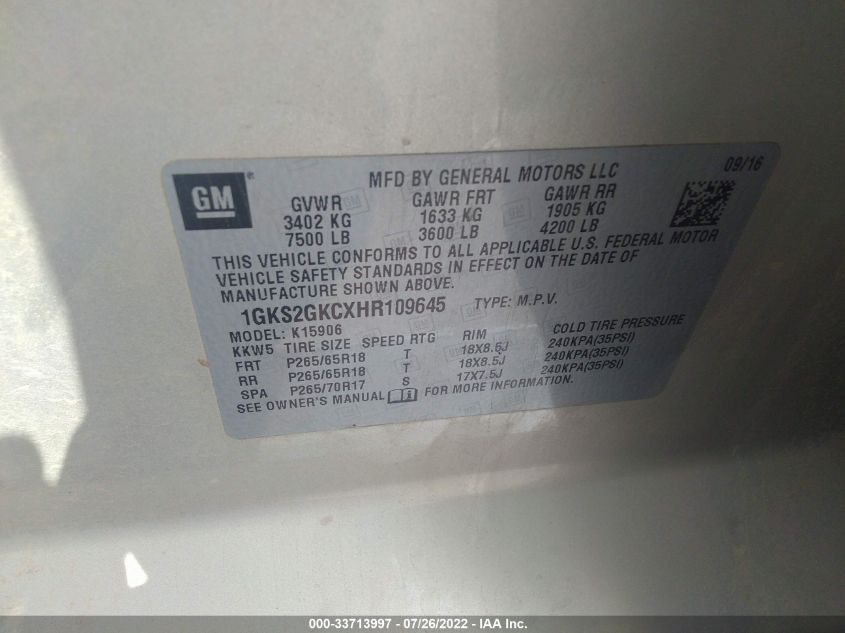 GM
®
MFD BY GENERAL MOTORS LLC
09/16
GVWR GAWR FRT GAWR RR
3402 KG 1633 KG 1905 KG
7500 LB 3600 LB 4200 LB
THIS VEHICLE CONFORMS TO ALL APPLICABLE U.S. FEDERAL MOTOR
VEHICLE SAFETY STANDARDS IN EFFECT ON THE DATE OF
MANUFACTURE SHOWN ABOVE.
1GKS2GKCXHR109645 TYPE: M.P.V.
MODEL: K15906
KKW5 TIRE SIZE SPEED RTG RIM COLD TIRE PRESSURE
FRT P265/65R18 T 18X8.5J 240KPA(35PSI)
RR P265/65R18 T 18X8.5J 240KPA(35PSI)
SPA P265/70R17 S 17X7.5J 240KPA(35PSI)
SEE OWNER'S MANUAL FOR MORE INFORMATION.
000-33713997 - 07/26/2022 - IAA Inc.